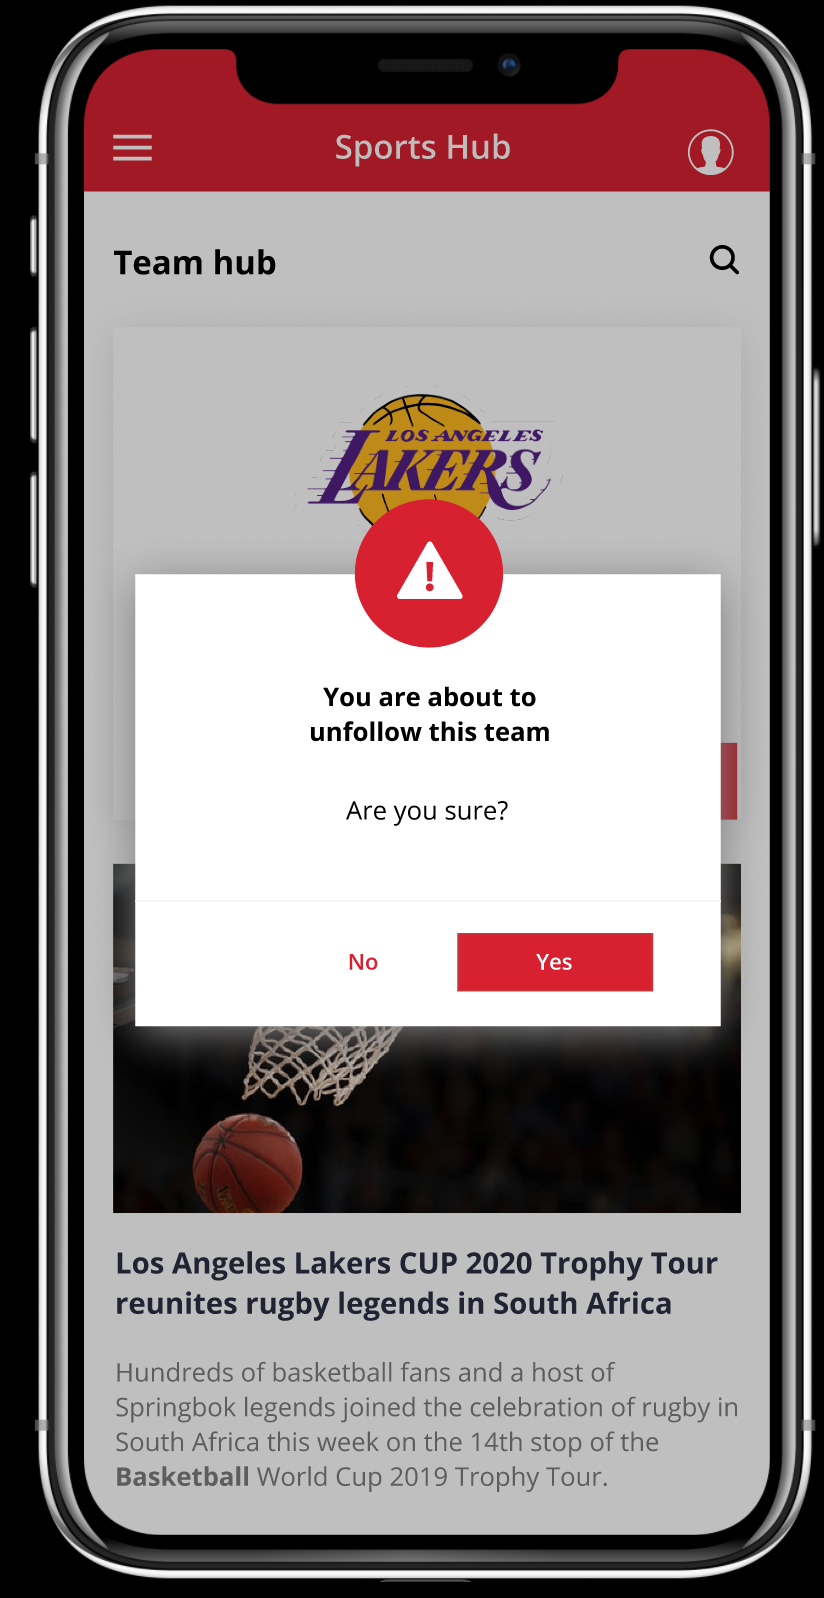 Sports Hub
Team hub
LOS ANGELES
LAKERS
You are about to
unfollow this team
Are you sure?
No
Yes
Los Angeles Lakers CUP 2020 Trophy Tour
reunites rugby legends in South Africa
Hundreds of basketball fans and a host of
Springbok legends joined the celebration of rugby in
South Africa this week on the 14th stop of the
Basketball World Cup 2019 Trophy Tour.